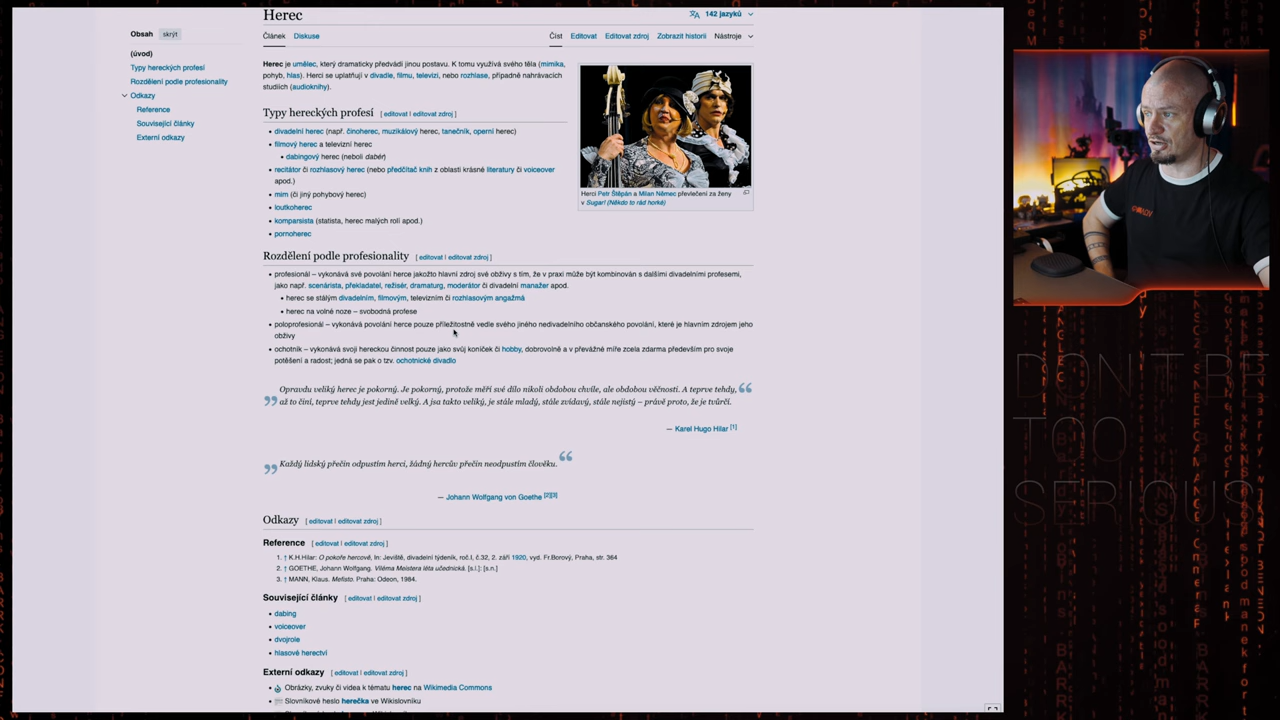 Herec
142 jazyků
Obsah skrýt
Článek Diskuse
Číst Editovat Editovat zdroj Zobrazit historii Nástroje
(úvod)
Typy hereckých profesí
Rozdělení podle profesionality
Odkazy
Reference
Související články
Externí odkazy
Herec je umělec, který dramaticky předvádí jinou postavu. K tomu využívá svého těla (mimika,
pohyb, hlas). Herci se uplatňují v divadle, filmu, televizi, nebo rozhlase, případně nahrávacích
studiích (audioknihy).
Typy hereckých profesí [ editovat | editovat zdroj ]
divadelní herec (např. činoherec, muzikálový herec, tanečník, operní herec)
filmový herec a televizní herec
dabingový herec (neboli dabér)
recitátor či rozhlasový herec (nebo předčítač knih z oblasti krásné literatury či voiceover
apod.)
mim (či jiný pohybový herec)
loutkoherec
komparsista (statista, herec malých rolí apod.)
pornoherec
Herci Petr Štěpán a Milan Němec převlečení za ženy
v Sugar! (Někdo to rád horké)
Rozdělení podle profesionality [ editovat | editovat zdroj ]
profesionál – vykonává své povolání herce jakožto hlavní zdroj své obživy s tím, že v praxi může být kombinován s dalšími divadelními profesemi,
jako např. scenárista, překladatel, režisér, dramaturg, moderátor či divadelní manažer apod.
herec se stálým divadelním, filmovým, televizním či rozhlasovým angažmá
herec na volné noze – svobodná profese
poloprofesionál – vykonává povolání herce pouze příležitostně vedle svého jiného nedivadelního občanského povolání, které je hlavním zdrojem jeho
obživy
ochotník – vykonává svoji hereckou činnost pouze jako svůj koníček či hobby, dobrovolně a v převážné míře zcela zdarma především pro svoje
potěšení a radost; jedná se pak o tzv. ochotnické divadlo
Opravdu veliký herec je pokorný. Je pokorný, protože měří své dílo nikoli obdobou chvíle, ale obdobou věčnosti. A teprve tehdy,
až to činí, teprve tehdy jest jedině velký. A jsa takto veliký, je stále mladý, stále zvídavý, stále nejistý – právě proto, že je tvůrčí.
— Karel Hugo Hilar [1]
Každý lidský přečin odpustím herci, žádný hercův přečin neodpustím člověku.
— Johann Wolfgang von Goethe [2][3]
Odkazy [ editovat | editovat zdroj ]
Reference [ editovat | editovat zdroj ]
1. ↑ K.H.Hilar: O pokoře hercově, In: Jeviště, divadelní týdeník, roč.I, č.32, 2. září 1920, vyd. Fr.Borový, Praha, str. 364
2. ↑ GOETHE, Johann Wolfgang. Viléma Meistera léta učednická. [s.l.]: [s.n.]
3. ↑ MANN, Klaus. Mefisto. Praha: Odeon, 1984.
Související články [ editovat | editovat zdroj ]
dabing
voiceover
dvojrole
hlasové herectví
Externí odkazy [ editovat | editovat zdroj ]
Obrázky, zvuky či videa k tématu herec na Wikimedia Commons
Slovníkové heslo herečka ve Wikislovníku
DON'T BE
TOO
SERIOUS